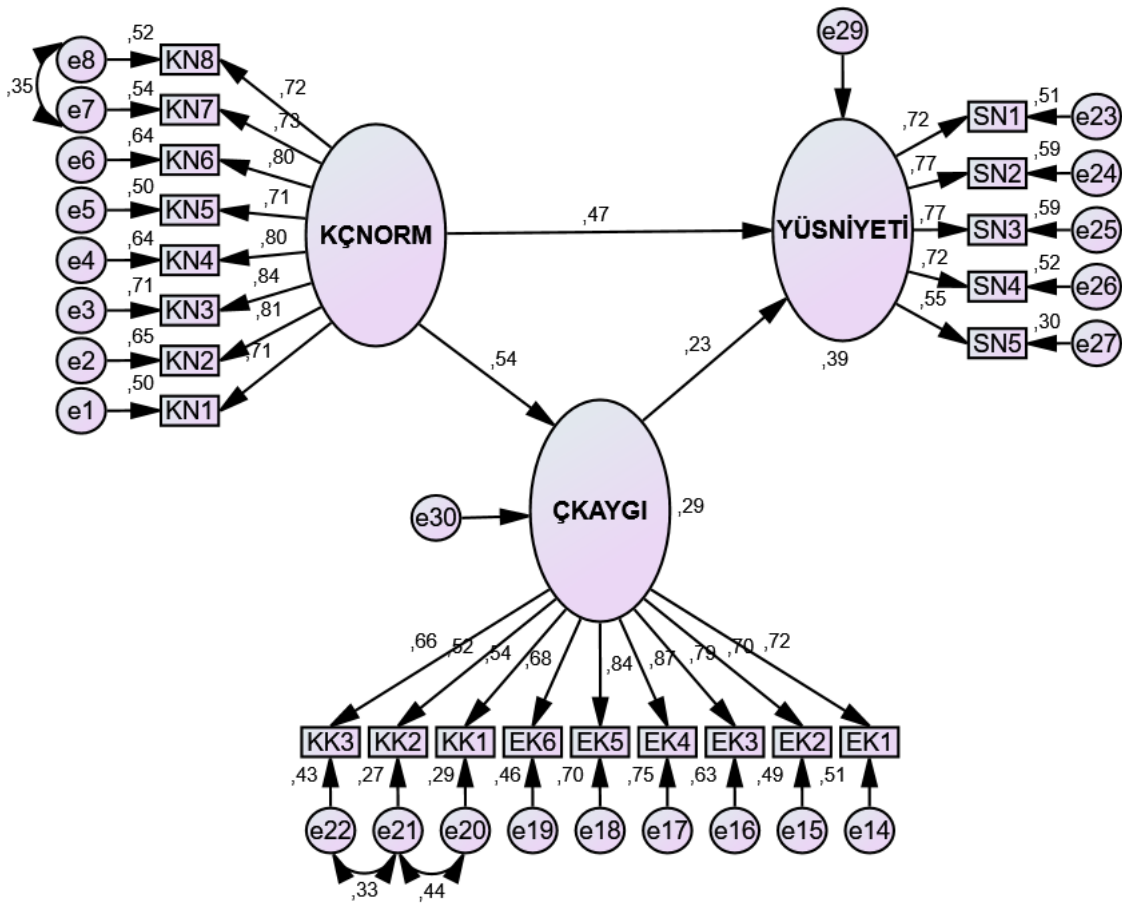 e29
e8 ,52 KN8
,35
e7 ,54 KN7
e6 ,64 KN6
e5 ,50 KN5
e4 ,64 KN4
e3 ,71 KN3
e2 ,65 KN2
e1 ,50 KN1
,72
,73
,80
,71
,80
,84
,81
,71
KÇNORM
,47
YÜSNİYETİ
,39
,72 SN1 ,51 e23
,77 SN2 ,59 e24
,77 SN3 ,59 e25
,72 SN4 ,52 e26
,55 SN5 ,30 e27
,54
,23
e30
ÇKAYGI
,29
,66 ,52 ,54 ,68 ,84 ,87 ,79 ,70 ,72
KK3 KK2 KK1 EK6 EK5 EK4 EK3 EK2 EK1
,43 ,27 ,29 ,46 ,70 ,75 ,63 ,49 ,51
e22 e21 e20 e19 e18 e17 e16 e15 e14
,33 ,44